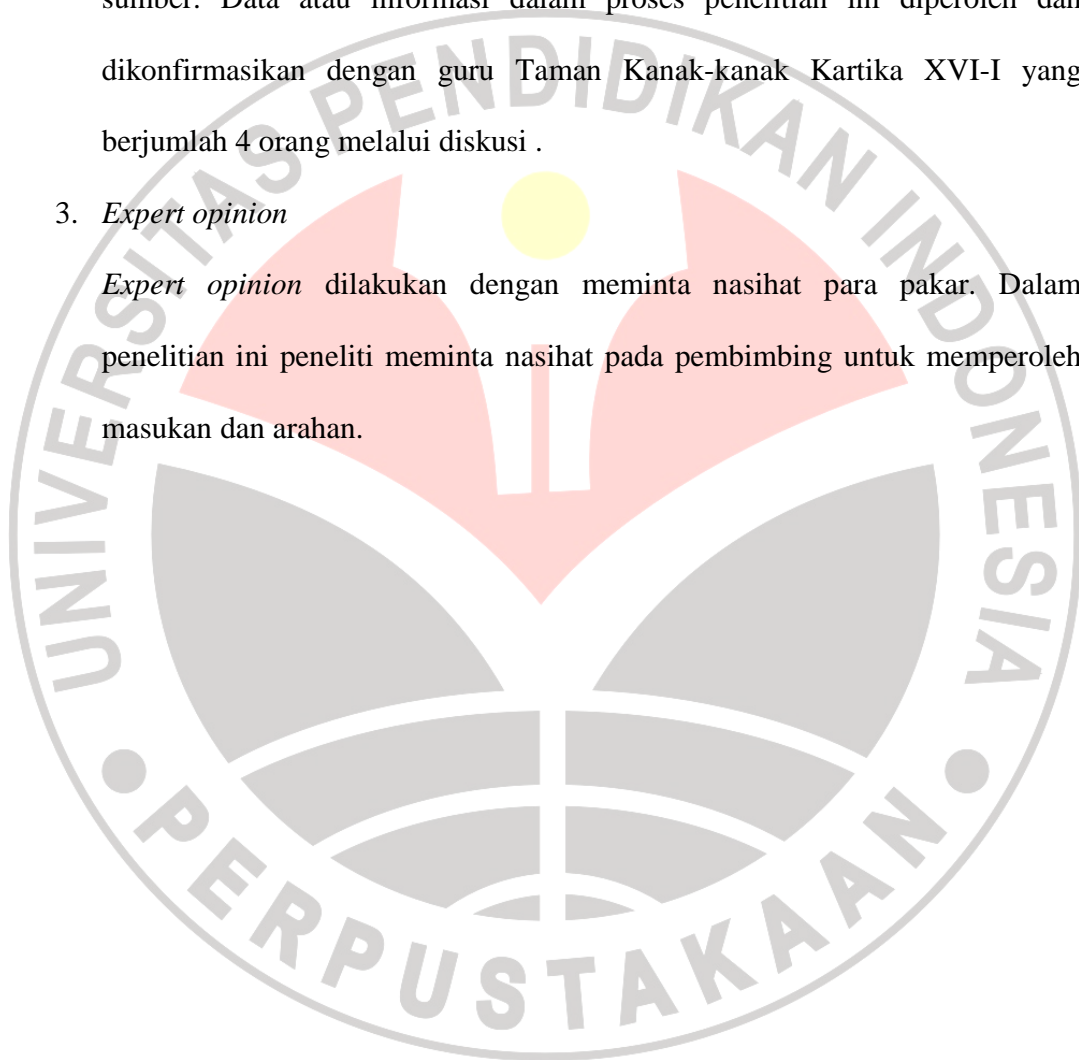 sumber. Data atau informasi dalam proses penelitian ini diperoleh dan
dikonfirmasikan dengan guru Taman Kanak-kanak Kartika XVI-I yang
berjumlah 4 orang melalui diskusi .
3. Expert opinion
Expert opinion dilakukan dengan meminta nasihat para pakar. Dalam
penelitian ini peneliti meminta nasihat pada pembimbing untuk memperoleh
masukan dan arahan.
UNIVERSITAS PENDIDIKAN INDONESIA
PERPUSTAKAAN